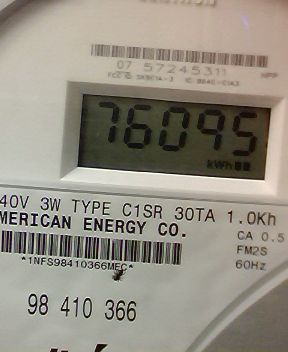 07 57245311
76095
kWh
40V 3W TYPE C1SR 30TA 1.0Kh
MERICAN ENERGY CO.
CA 0.5
*1NFS98410366MEC*
FM2S
60Hz
98 410 366